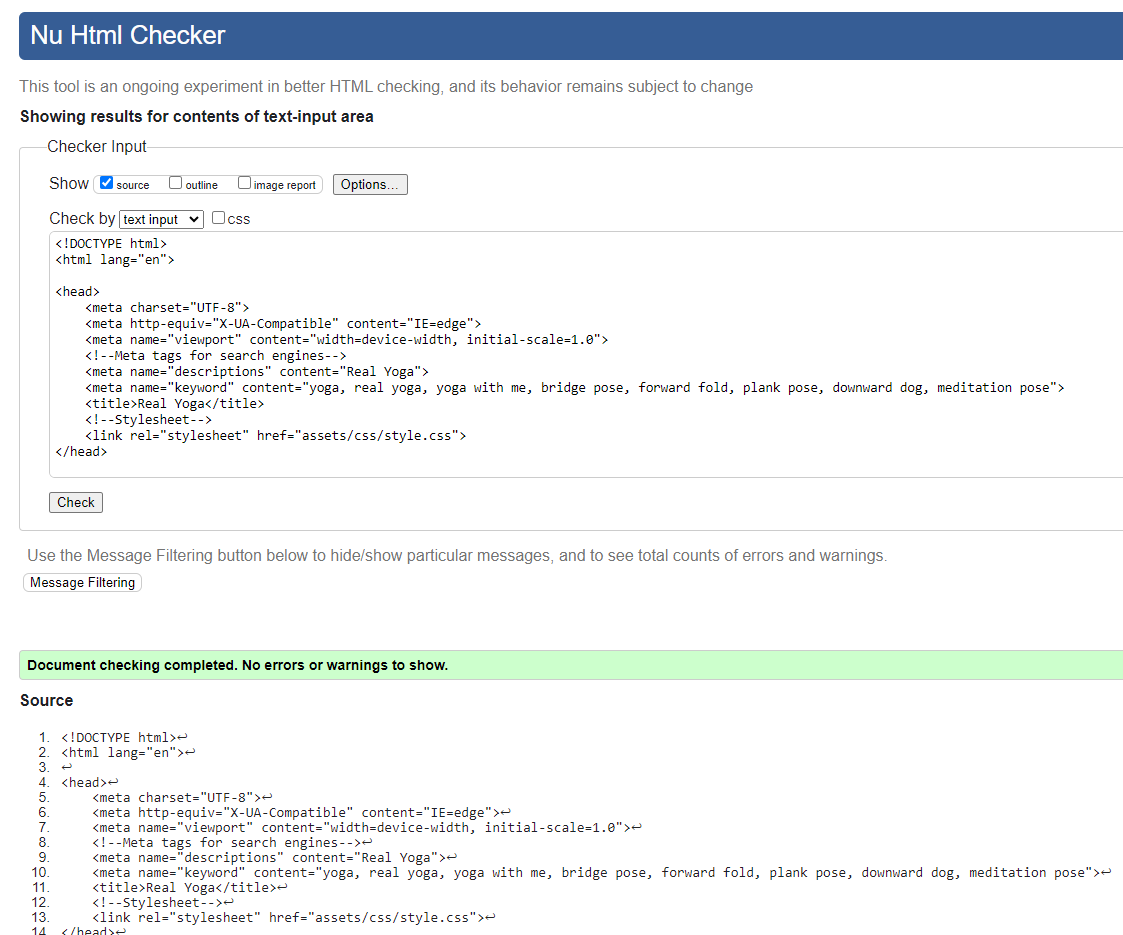 Nu Html Checker
This tool is an ongoing experiment in better HTML checking, and its behavior remains subject to change
Showing results for contents of text-input area
Checker Input
Show source outline image report Options...
Check by text input css
<!DOCTYPE html>
<html lang="en">
<head>
    <meta charset="UTF-8">
    <meta http-equiv="X-UA-Compatible" content="IE=edge">
    <meta name="viewport" content="width=device-width, initial-scale=1.0">
    <!--Meta tags for search engines-->
    <meta name="descriptions" content="Real Yoga">
    <meta name="keyword" content="yoga, real yoga, yoga with me, bridge pose, forward fold, plank pose, downward dog, meditation pose">
    <title>Real Yoga</title>
    <!--Stylesheet-->
    <link rel="stylesheet" href="assets/css/style.css">
</head>
Check
Use the Message Filtering button below to hide/show particular messages, and to see total counts of errors and warnings.
Message Filtering
Document checking completed. No errors or warnings to show.
Source
1. <!DOCTYPE html>↩
2. <html lang="en">↩
3. ↩
4. <head>↩
5.     <meta charset="UTF-8">↩
6.     <meta http-equiv="X-UA-Compatible" content="IE=edge">↩
7.     <meta name="viewport" content="width=device-width, initial-scale=1.0">↩
8.     <!--Meta tags for search engines-->↩
9.     <meta name="descriptions" content="Real Yoga">↩
10.     <meta name="keyword" content="yoga, real yoga, yoga with me, bridge pose, forward fold, plank pose, downward dog, meditation pose">↩
11.     <title>Real Yoga</title>↩
12.     <!--Stylesheet-->↩
13.     <link rel="stylesheet" href="assets/css/style.css">↩
14. </head>↩